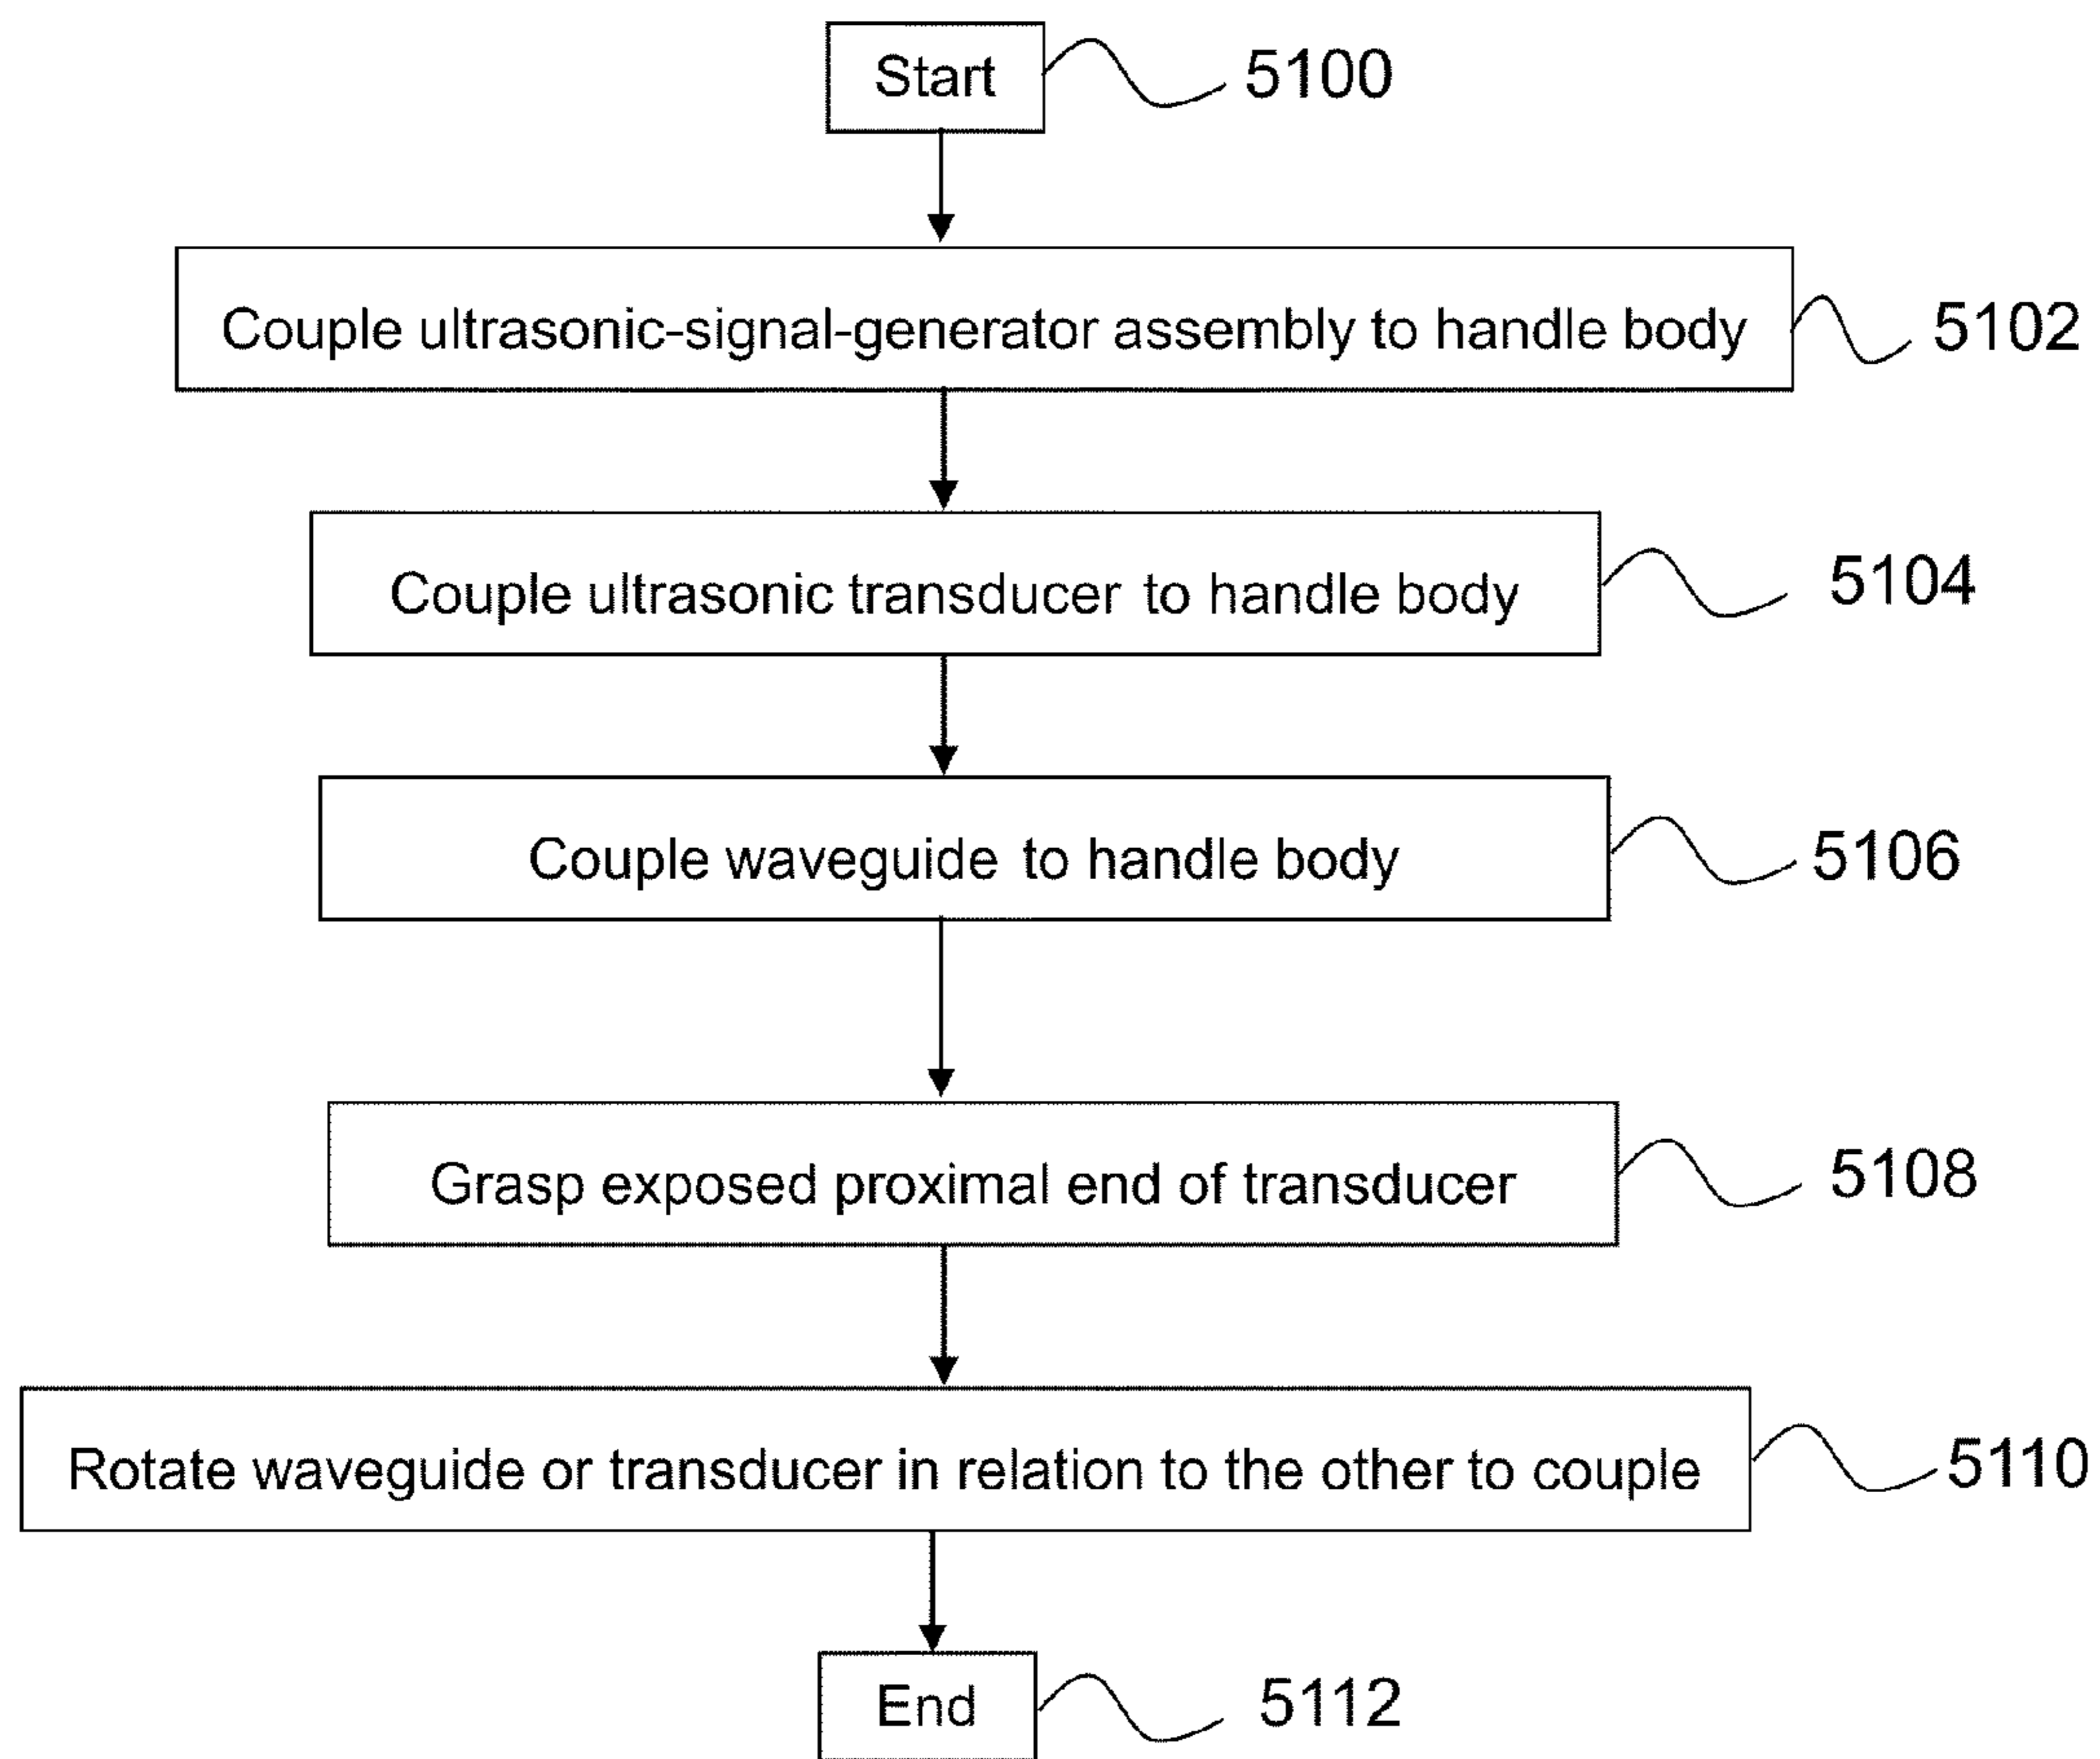 Start 5100
Couple ultrasonic-signal-generator assembly to handle body 5102
Couple ultrasonic transducer to handle body 5104
Couple waveguide to handle body 5106
Grasp exposed proximal end of transducer 5108
Rotate waveguide or transducer in relation to the other to couple 5110
End 5112